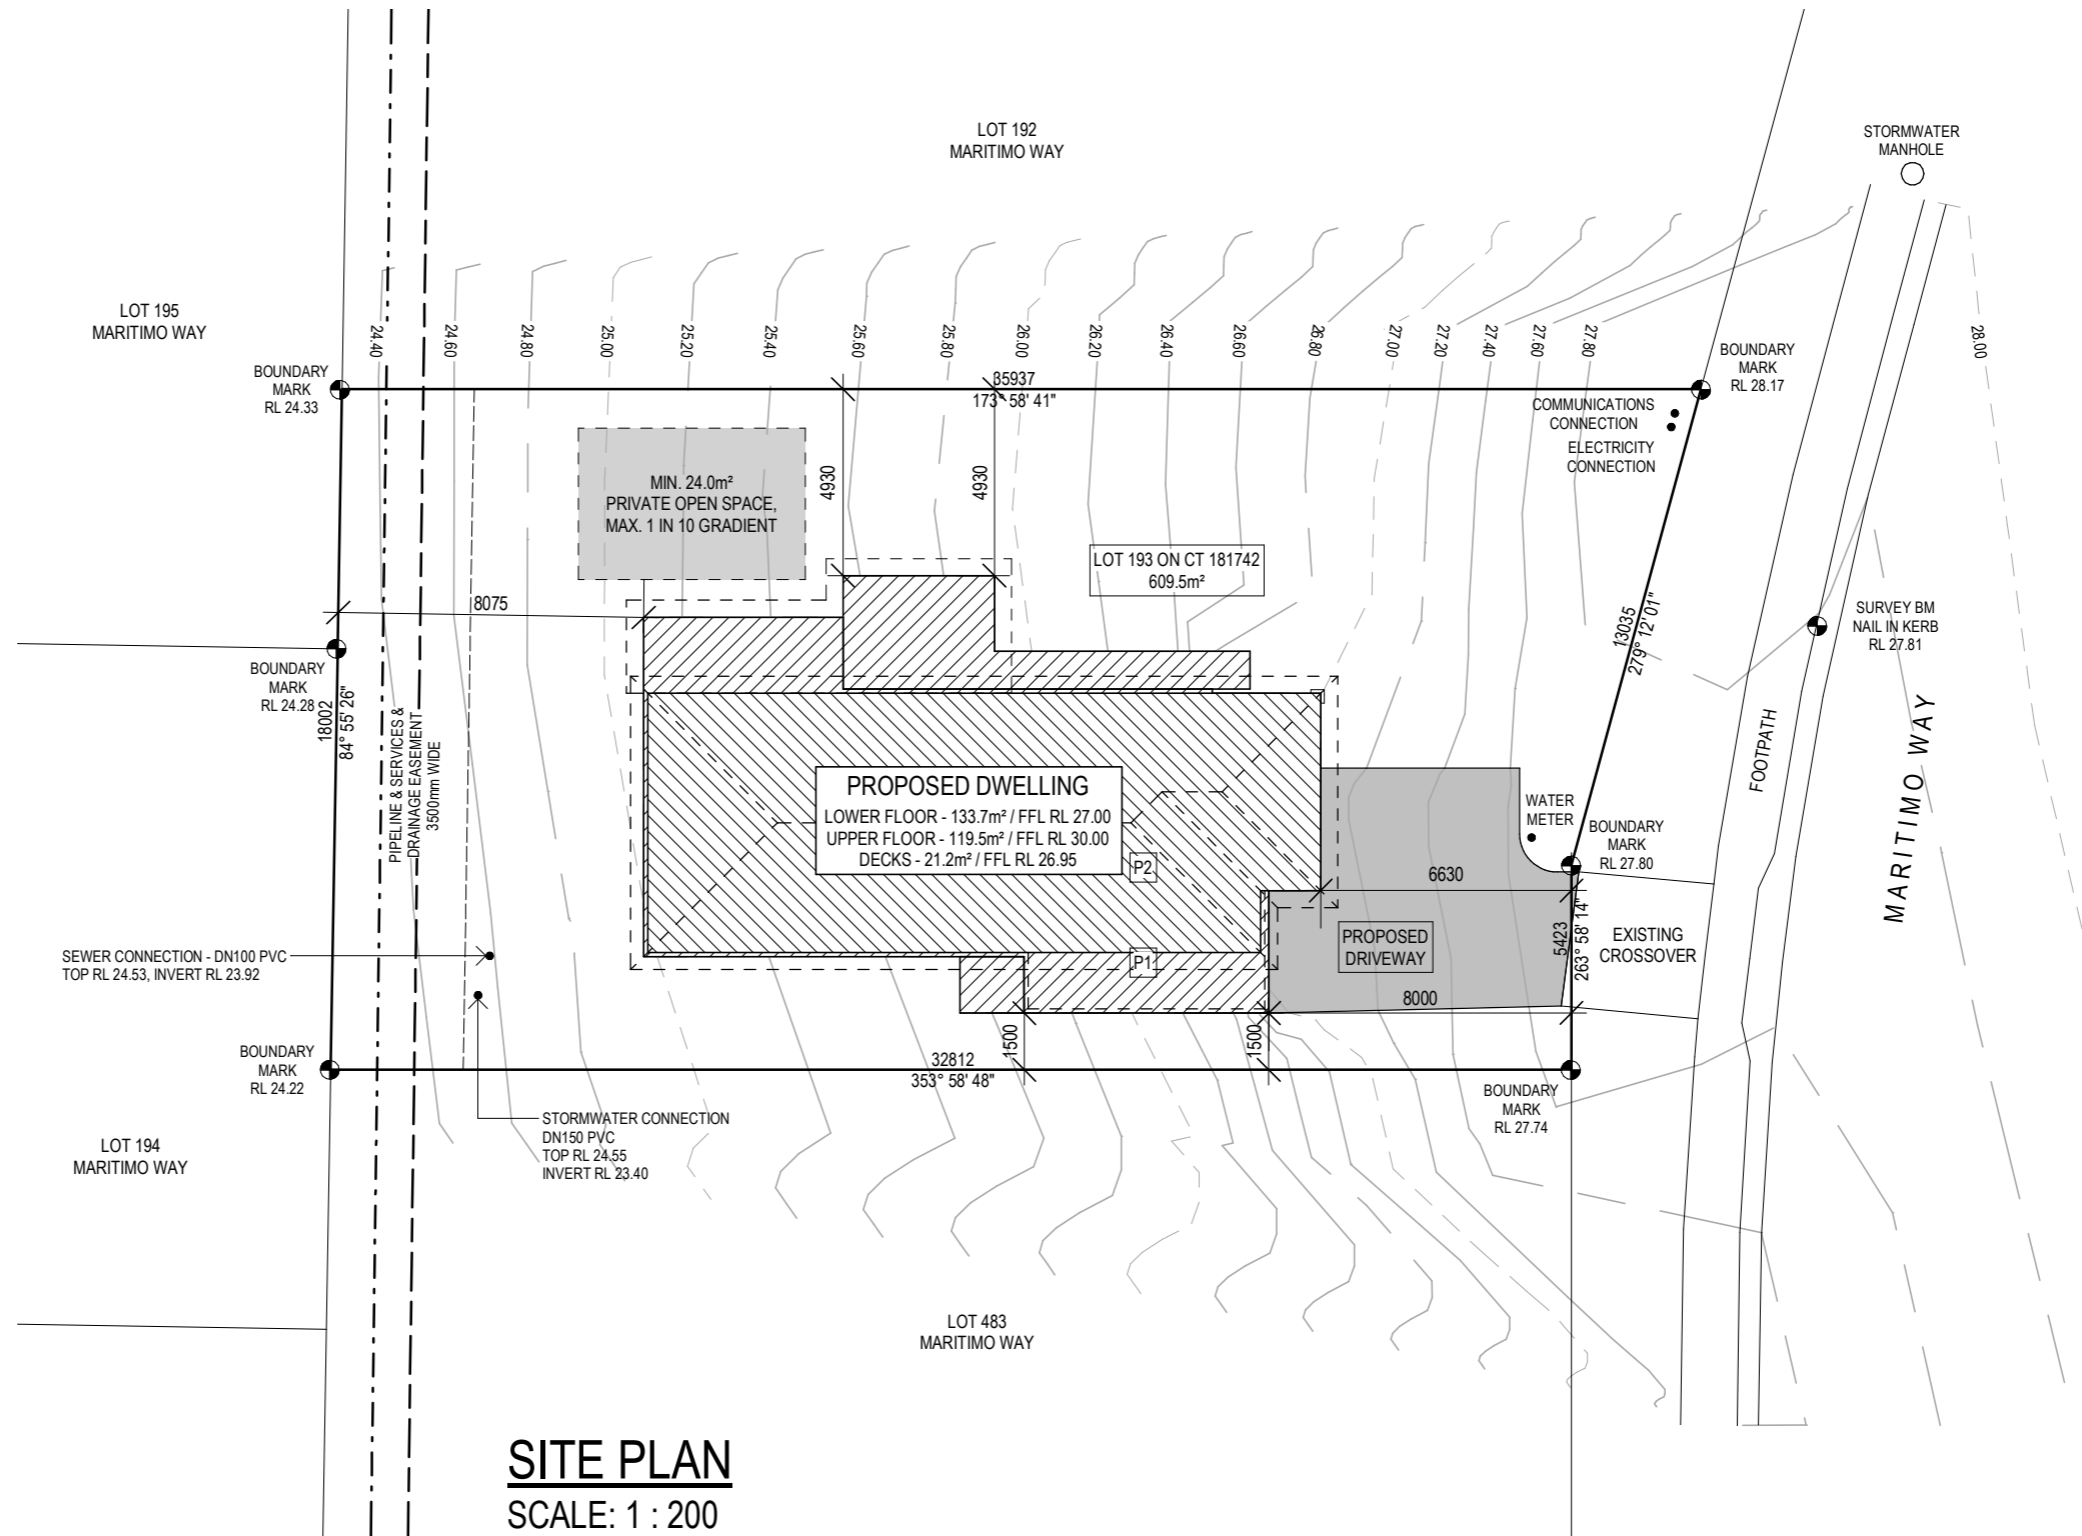 LOT 192
MARITIMO WAY
STORMWATER
MANHOLE
LOT 195
MARITIMO WAY
24.40
24.60
24.80
25.00
25.20
25.40
25.60
25.80
26.00
26.20
26.40
26.60
26.80
27.00
27.20
27.40
27.60
27.80
28.00
BOUNDARY
MARK
RL 24.33
35937
173° 58' 41"
BOUNDARY
MARK
RL 28.17
COMMUNICATIONS
CONNECTION
ELECTRICITY
CONNECTION
MIN. 24.0m²
PRIVATE OPEN SPACE,
MAX. 1 IN 10 GRADIENT
4930
4930
LOT 193 ON CT 181742
609.5m²
8075
13035
279° 12' 01"
SURVEY BM
NAIL IN KERB
RL 27.81
BOUNDARY
MARK
RL 24.28
18002
84° 55' 26"
PIPELINE & SERVICES &
DRAINAGE EASEMENT
3500mm WIDE
FOOTPATH
MARITIMO WAY
PROPOSED DWELLING
LOWER FLOOR - 133.7m² / FFL RL 27.00
UPPER FLOOR - 119.5m² / FFL RL 30.00
DECKS - 21.2m² / FFL RL 26.95
P2
WATER
METER
BOUNDARY
MARK
RL 27.80
6630
PROPOSED
DRIVEWAY
5423
263° 58' 14"
EXISTING
CROSSOVER
SEWER CONNECTION - DN100 PVC
TOP RL 24.53, INVERT RL 23.92
P1
8000
1500
1500
BOUNDARY
MARK
RL 24.22
32812
353° 58' 48"
BOUNDARY
MARK
RL 27.74
STORMWATER CONNECTION
DN150 PVC
TOP RL 24.55
INVERT RL 23.40
LOT 194
MARITIMO WAY
LOT 483
MARITIMO WAY
SITE PLAN
SCALE: 1 : 200